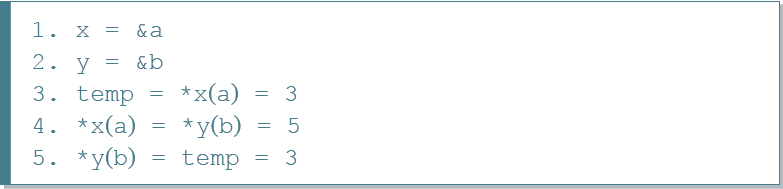 1. x = &a
2. y = &b
3. temp = *x(a) = 3
4. *x(a) = *y(b) = 5
5. *y(b) = temp = 3